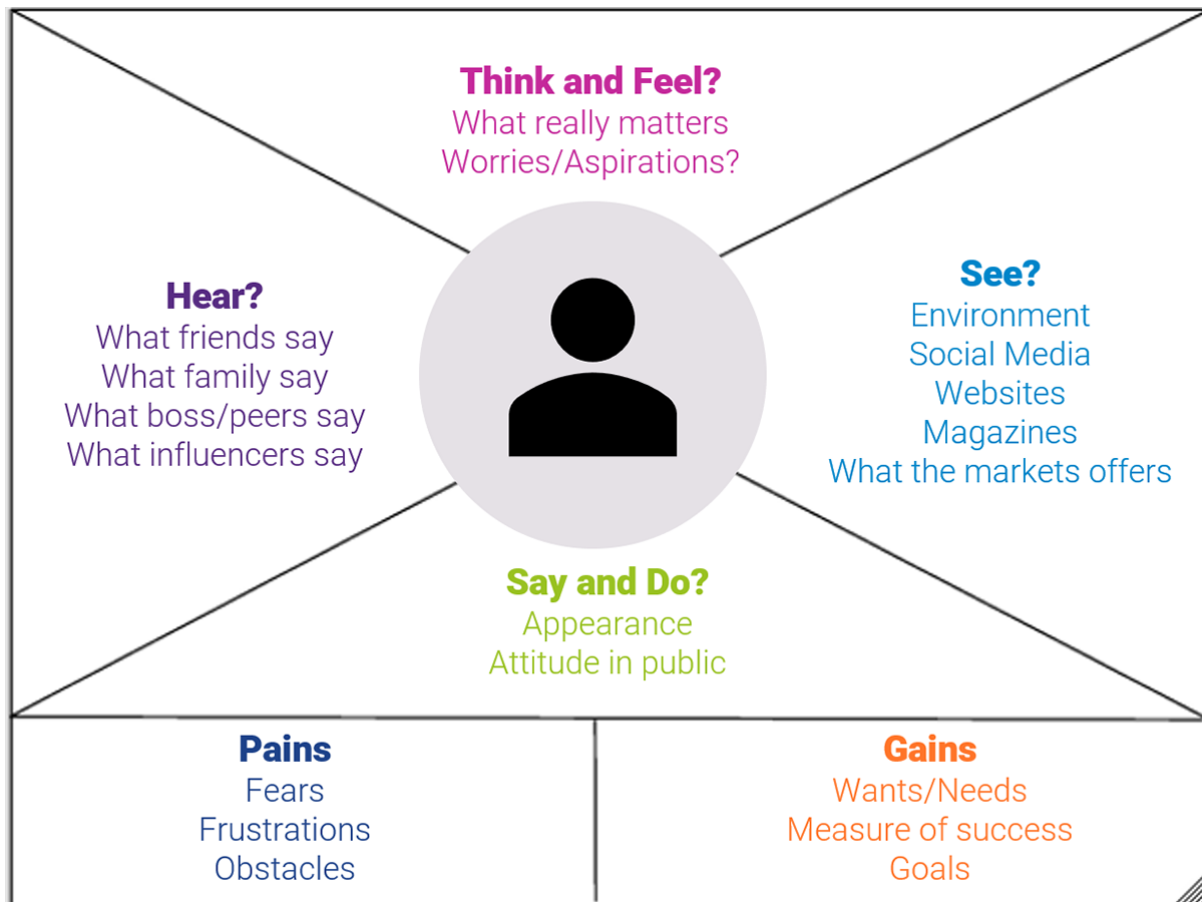 Think and Feel?
What really matters
Worries/Aspirations?
Hear?
What friends say
What family say
What boss/peers say
What influencers say
See?
Environment
Social Media
Websites
Magazines
What the markets offers
Say and Do?
Appearance
Attitude in public
Pains
Fears
Frustrations
Obstacles
Gains
Wants/Needs
Measure of success
Goals